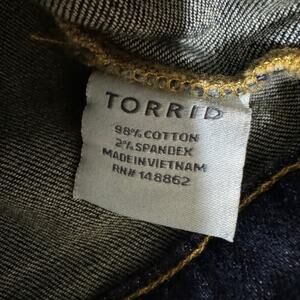 TORRID
98% COTTON
2% SPANDEX
MADE IN VIETNAM
RN# 148862